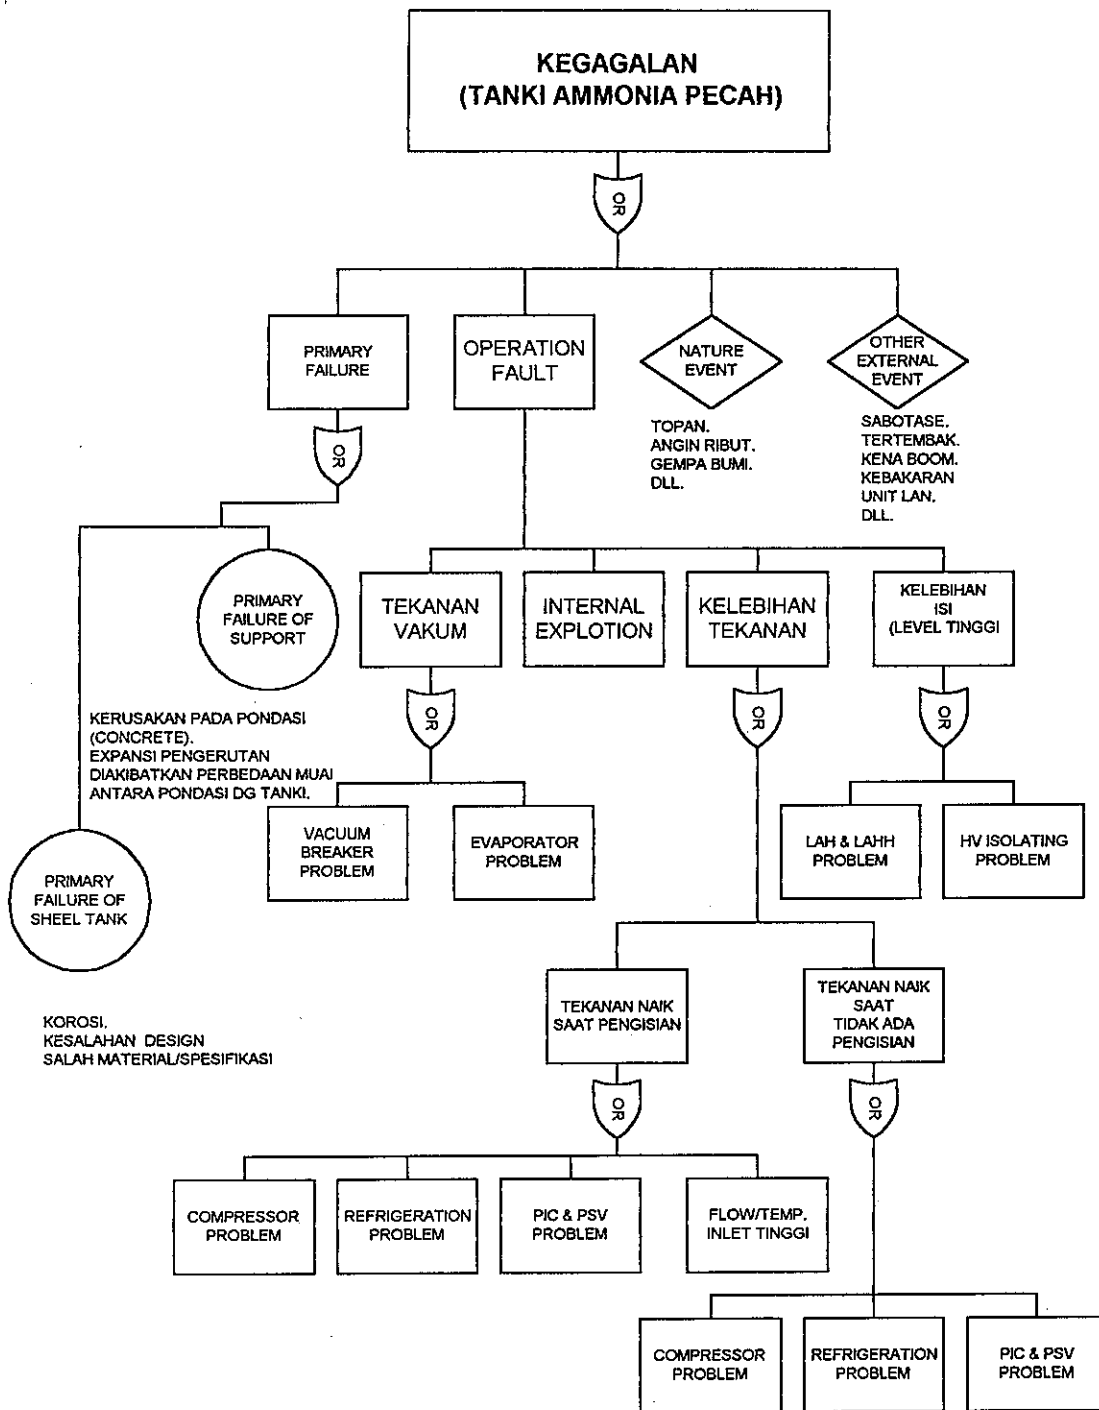 KEGAGALAN
(TANKI AMMONIA PECAH)
OR
PRIMARY
FAILURE
OPERATION
FAULT
NATURE
EVENT
OTHER
EXTERNAL
EVENT
TOPAN.
ANGIN RIBUT.
GEMPA BUMI.
DLL.
SABOTASE.
TERTEMBAK.
KENA BOOM.
KEBAKARAN
UNIT LAN.
DLL.
OR
PRIMARY
FAILURE OF
SUPPORT
TEKANAN
VAKUM
INTERNAL
EXPLOTION
KELEBIHAN
TEKANAN
KELEBIHAN
ISI
(LEVEL TINGGI
OR
OR
OR
KERUSAKAN PADA PONDASI
(CONCRETE).
EXPANSI PENGERUTAN
DIAKIBATKAN PERBEDAAN MUAI
ANTARA PONDASI DG TANKI.
VACUUM
BREAKER
PROBLEM
EVAPORATOR
PROBLEM
LAH & LAHH
PROBLEM
HV ISOLATING
PROBLEM
PRIMARY
FAILURE OF
SHEEL TANK
KOROSI.
KESALAHAN DESIGN
SALAH MATERIAL/SPESIFIKASI
TEKANAN NAIK
SAAT PENGISIAN
TEKANAN NAIK
SAAT
TIDAK ADA
PENGISIAN
OR
OR
COMPRESSOR
PROBLEM
REFRIGERATION
PROBLEM
PIC & PSV
PROBLEM
FLOW/TEMP.
INLET TINGGI
COMPRESSOR
PROBLEM
REFRIGERATION
PROBLEM
PIC & PSV
PROBLEM